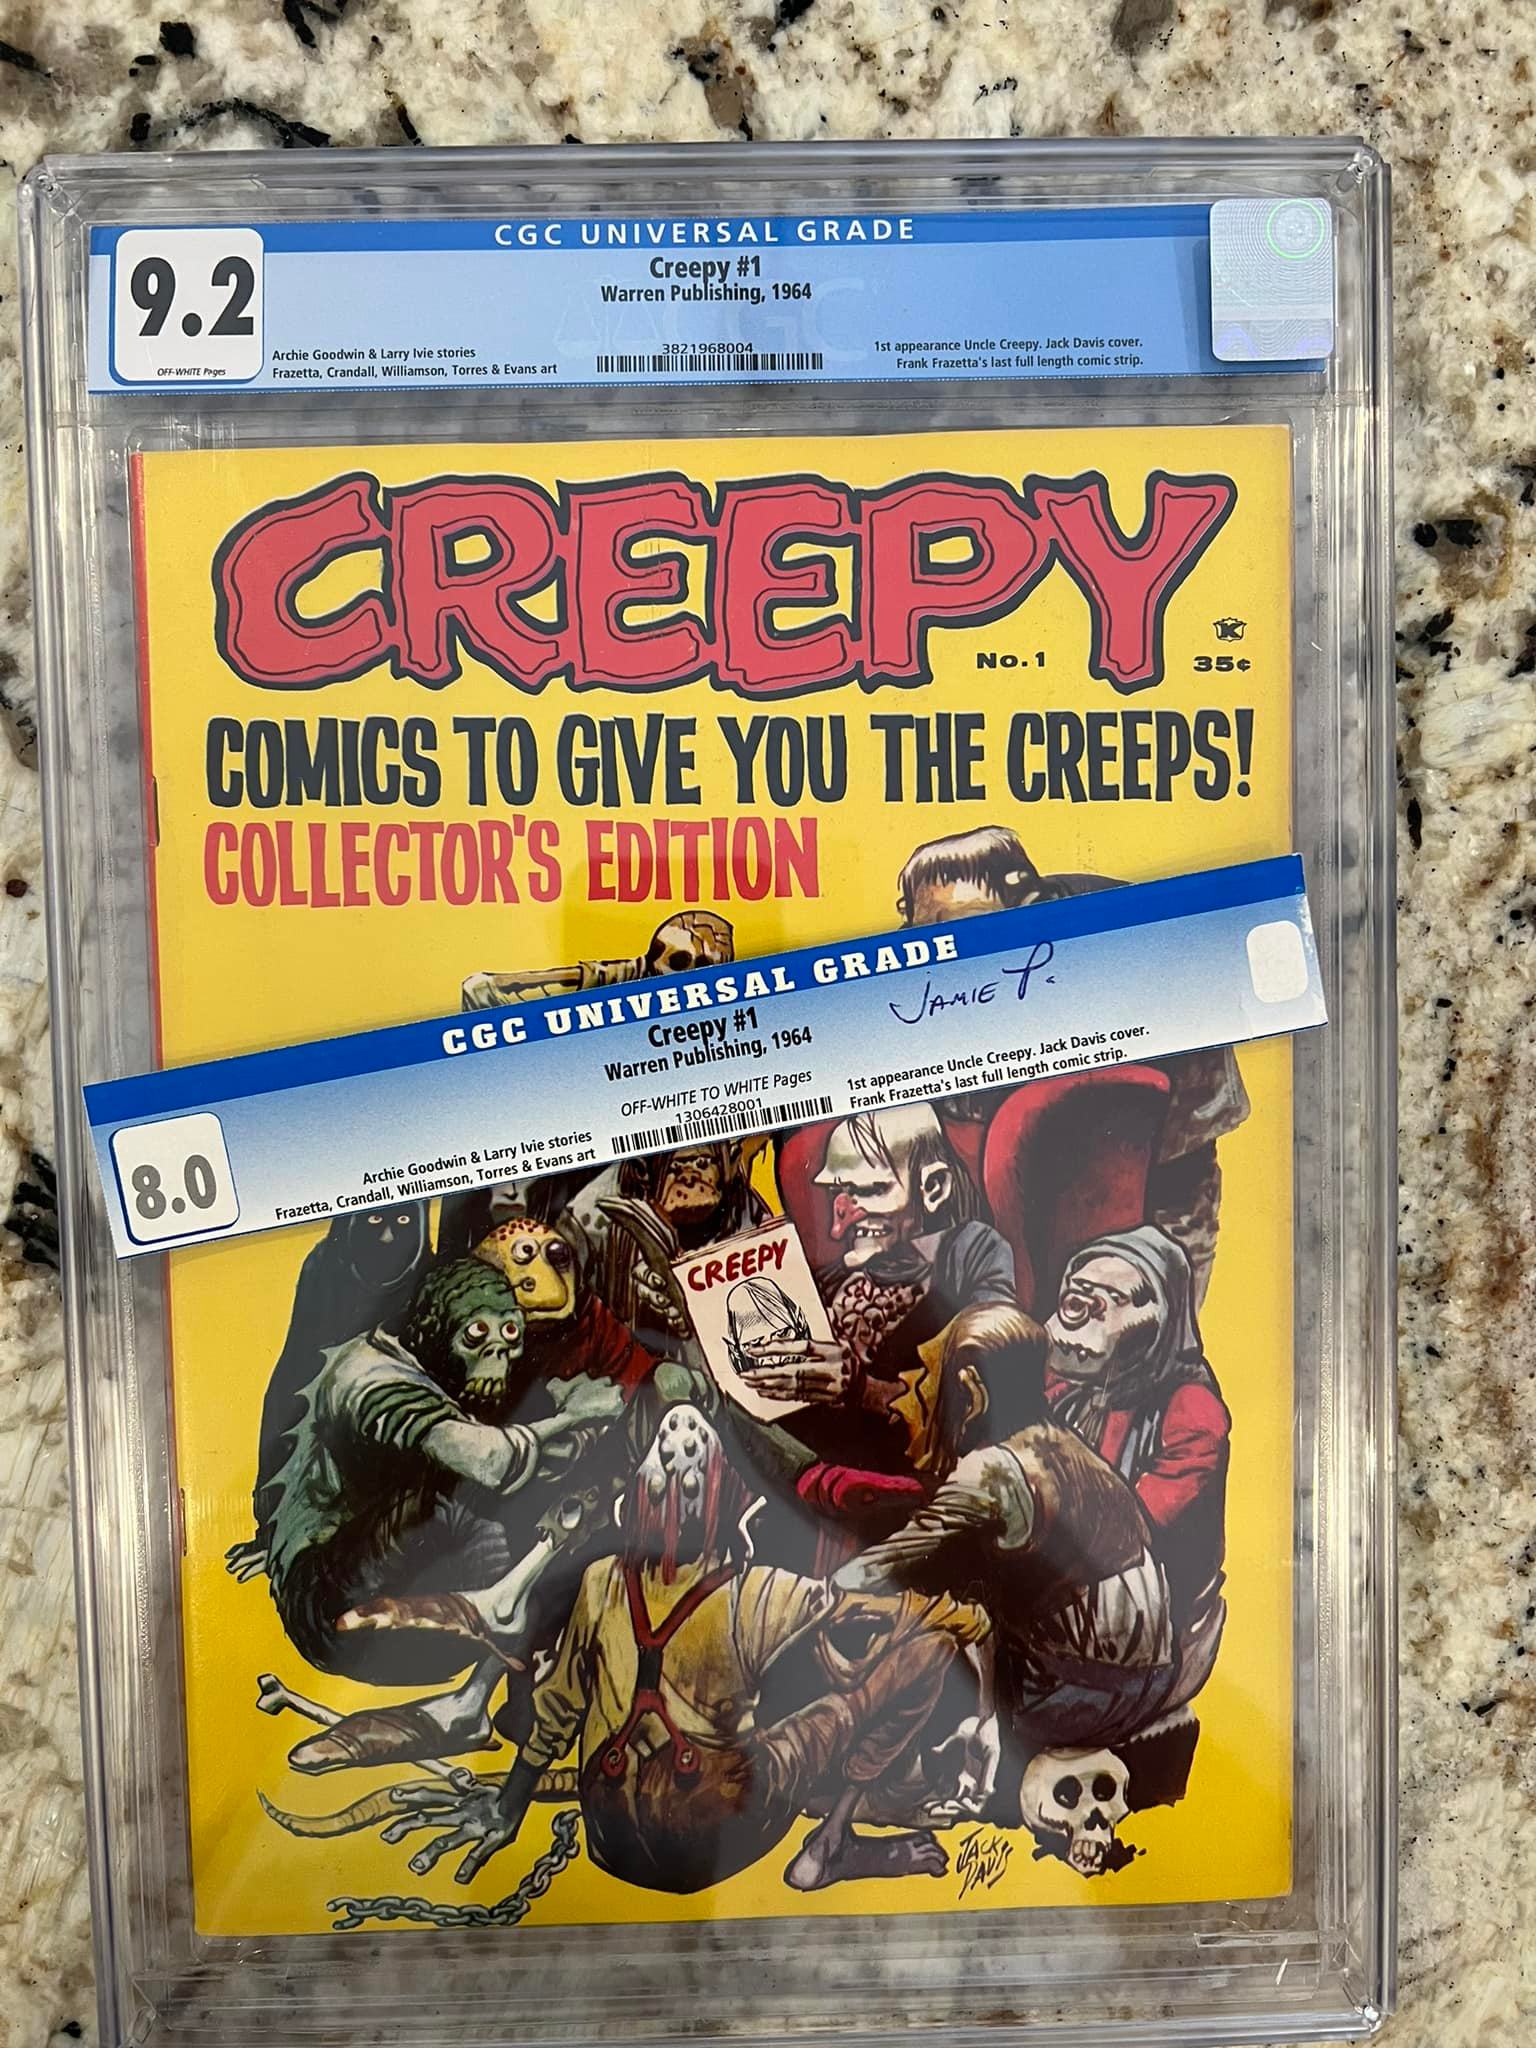 CGC UNIVERSAL GRADE
9.2
OFF-WHITE Pages
Creepy #1
Warren Publishing, 1964
Archie Goodwin & Larry Ivie stories
Frazetta, Crandall, Williamson, Torres & Evans art
3821968004
1st appearance Uncle Creepy. Jack Davis cover.
Frank Frazetta's last full length comic strip.
CGC
CREEPY
No.1
K
35¢
COMICS TO GIVE YOU THE CREEPS!
COLLECTOR'S EDITION
CGC UNIVERSAL GRADE
JAMIE P.
Creepy #1
Warren Publishing, 1964
OFF-WHITE TO WHITE Pages
1306428001
1st appearance Uncle Creepy. Jack Davis cover.
Frank Frazetta's last full length comic strip.
8.0
Archie Goodwin & Larry Ivie stories
Frazetta, Crandall, Williamson, Torres & Evans art
CREEPY
JACK
DAVIS